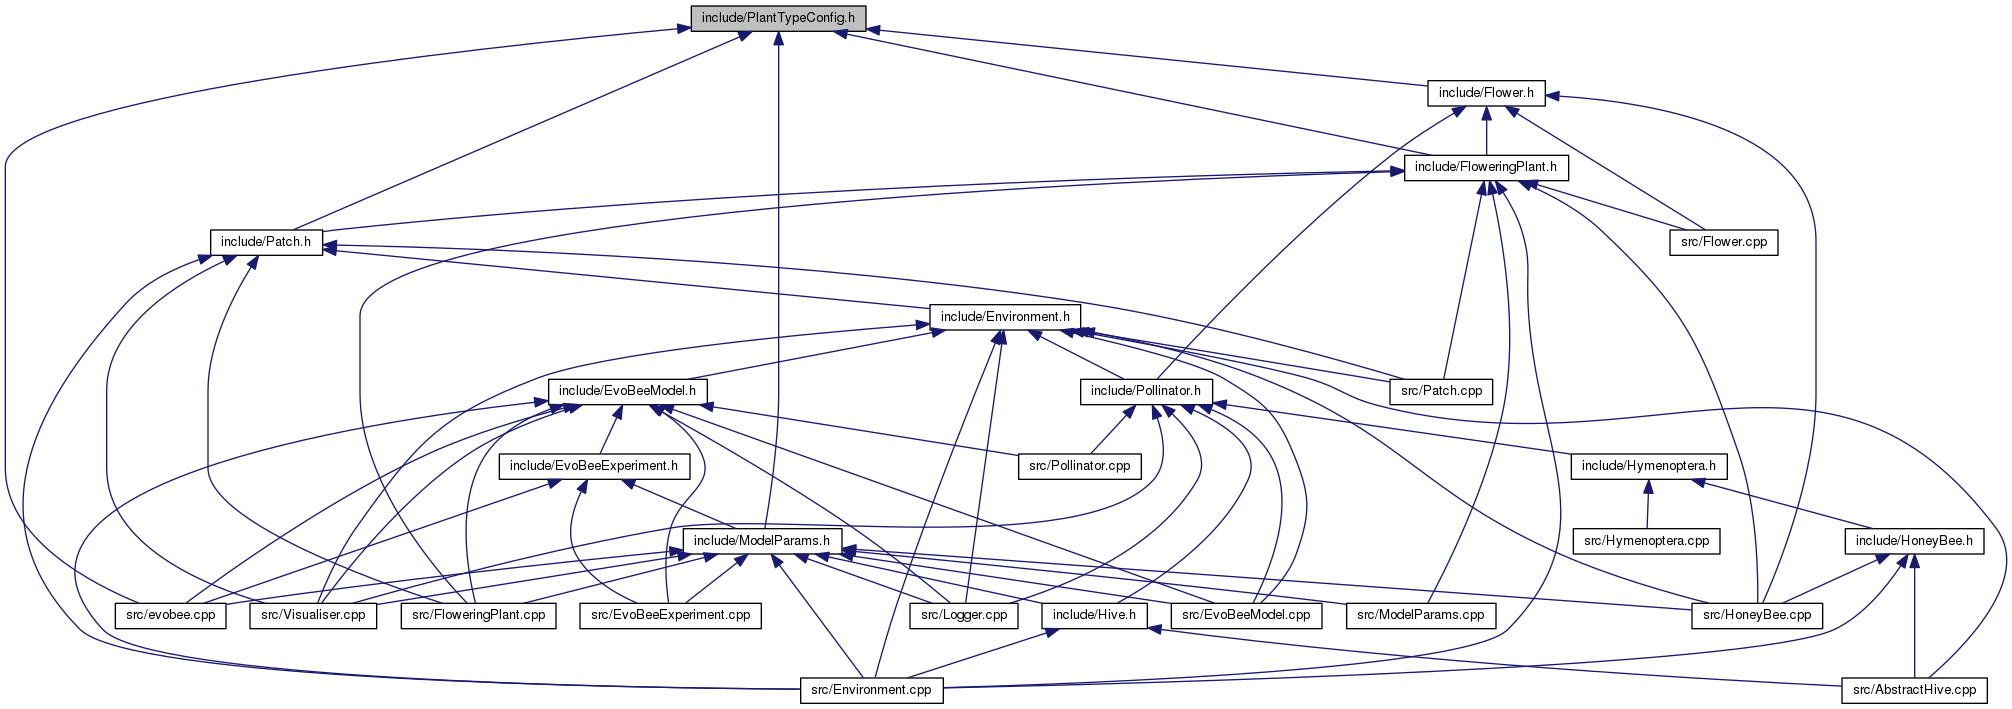 include/PlantTypeConfig.h
include/Flower.h
include/FloweringPlant.h
include/Patch.h
src/Flower.cpp
include/Environment.h
include/EvoBeeModel.h
include/Pollinator.h
src/Patch.cpp
include/EvoBeeExperiment.h
src/Pollinator.cpp
include/Hymenoptera.h
include/ModelParams.h
src/Hymenoptera.cpp
include/HoneyBee.h
src/evobee.cpp
src/Visualiser.cpp
src/FloweringPlant.cpp
src/EvoBeeExperiment.cpp
src/Logger.cpp
include/Hive.h
src/EvoBeeModel.cpp
src/ModelParams.cpp
src/HoneyBee.cpp
src/Environment.cpp
src/AbstractHive.cpp